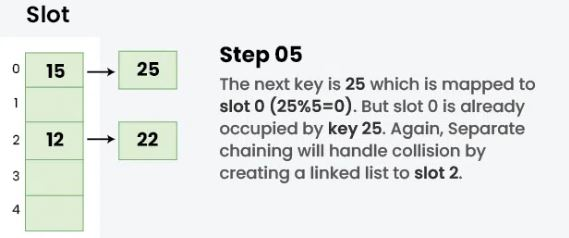 Slot
0 15 25
1
2 12 22
3
4
Step 05
The next key is 25 which is mapped to
slot 0 (25%5=0). But slot 0 is already
occupied by key 25. Again, Separate
chaining will handle collision by
creating a linked list to slot 2.